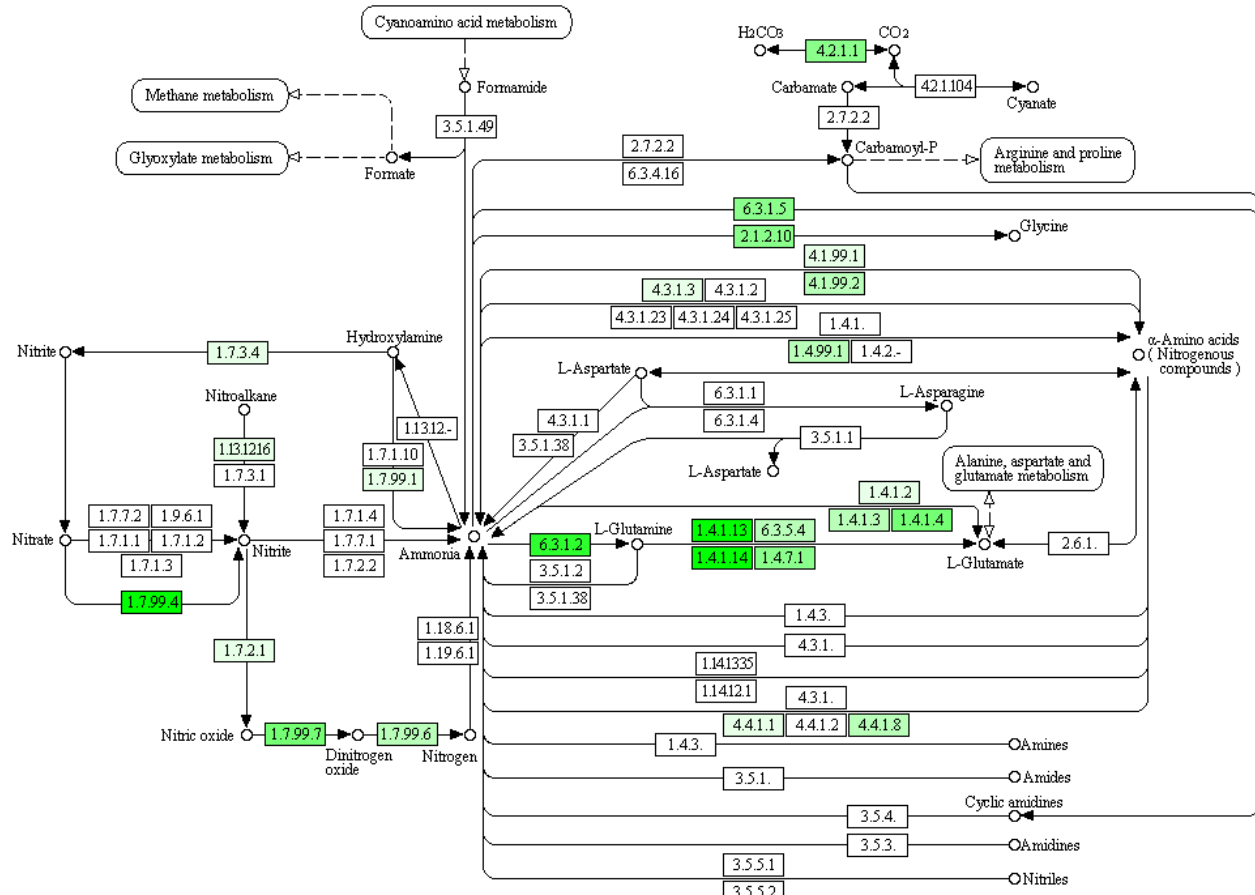 Cyanoamino acid metabolism
H2CO3
4.2.1.1
CO2
Methane metabolism
Formamide
Carbamate
4.2.1.104
Cyanate
3.5.1.49
2.7.2.2
Glyoxylate metabolism
Formate
2.7.2.2
6.3.4.16
Carbamoyl-P
Arginine and proline
metabolism
6.3.1.5
2.1.2.10
Glycine
4.1.99.1
4.1.99.2
4.3.1.3
4.3.1.2
4.3.1.23
4.3.1.24
4.3.1.25
Nitrite
1.7.3.4
Hydroxylamine
1.4.1.
1.4.99.1
1.4.2.-
α-Amino acids
( Nitrogenous
compounds )
L-Aspartate
Nitroalkane
6.3.1.1
6.3.1.4
L-Asparagine
4.3.1.1
3.5.1.38
1.13.12.-
1.13.12.16
1.7.3.1
1.7.1.10
1.7.99.1
3.5.1.1
L-Aspartate
Alanine, aspartate and
glutamate metabolism
1.4.1.2
1.4.1.3
1.4.1.4
1.7.7.2
1.9.6.1
1.7.1.1
1.7.1.2
1.7.1.3
Nitrate
Nitrite
1.7.1.4
1.7.7.1
1.7.2.2
Ammonia
L-Glutamine
6.3.1.2
3.5.1.2
3.5.1.38
1.4.1.13
6.3.5.4
1.4.1.14
1.4.7.1
L-Glutamate
2.6.1.
1.7.99.4
1.4.3.
1.7.2.1
1.18.6.1
1.19.6.1
4.3.1.
1.14.13.35
1.14.12.1
4.3.1.
4.4.1.1
4.4.1.2
4.4.1.8
Nitric oxide
1.7.99.7
Dinitrogen
oxide
1.7.99.6
Nitrogen
1.4.3.
Amines
3.5.1.
Amides
Cyclic amidines
3.5.4.
3.5.3.
Amidines
3.5.5.1
Nitriles
3.5.5.2